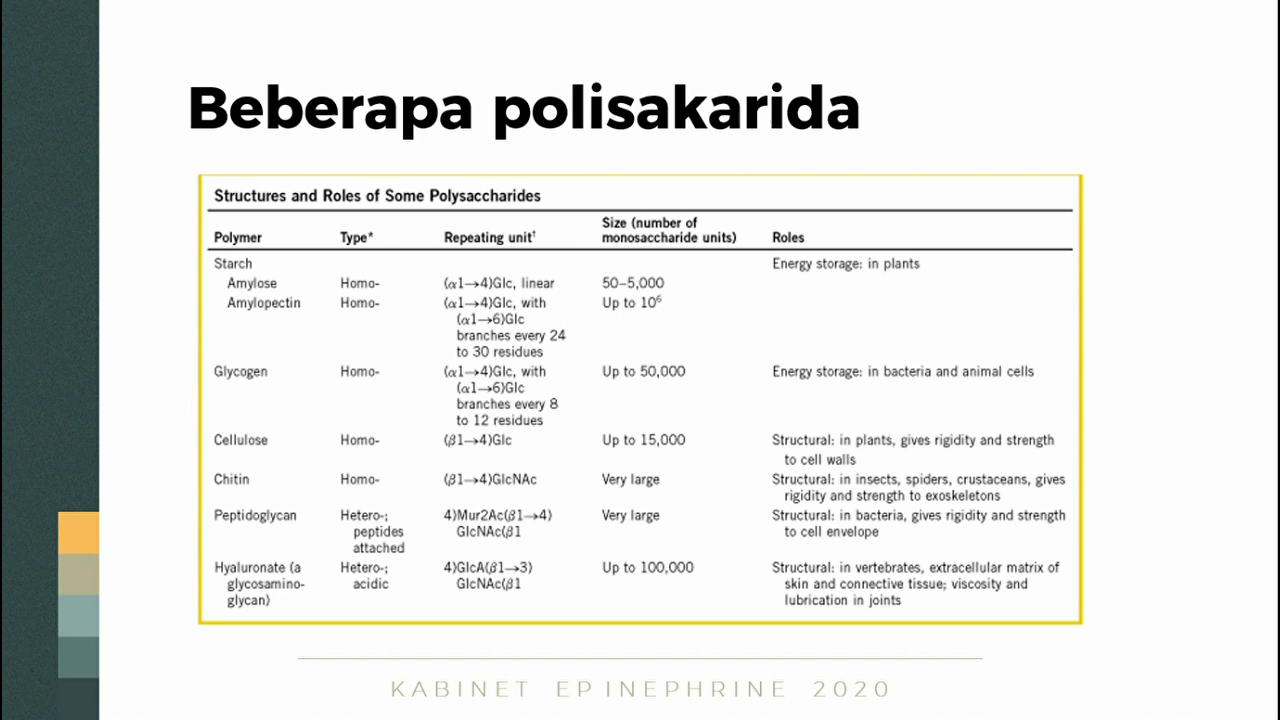 Beberapa polisakarida
Structures and Roles of Some Polysaccharides
Polymer Type* Repeating unit† Size (number of monosaccharide units) Roles
Starch Energy storage: in plants
Amylose Homo- (α1→4)Glc, linear 50–5,000
Amylopectin Homo- (α1→4)Glc, with Up to 10⁶
(α1→6)Glc
branches every 24
to 30 residues
Glycogen Homo- (α1→4)Glc, with Up to 50,000 Energy storage: in bacteria and animal cells
(α1→6)Glc
branches every 8
to 12 residues
Cellulose Homo- (β1→4)Glc Up to 15,000 Structural: in plants, gives rigidity and strength
to cell walls
Chitin Homo- (β1→4)GlcNAc Very large Structural: in insects, spiders, crustaceans, gives
rigidity and strength to exoskeletons
Peptidoglycan Hetero-; 4)Mur2Ac(β1→4) Very large Structural: in bacteria, gives rigidity and strength
peptides GlcNAc(β1 to cell envelope
attached
Hyaluronate (a Hetero-; 4)GlcA(β1→3) Up to 100,000 Structural: in vertebrates, extracellular matrix of
glycosamino- acidic GlcNAc(β1 skin and connective tissue; viscosity and
glycan) lubrication in joints
KABINET EPINEPHRINE 2020